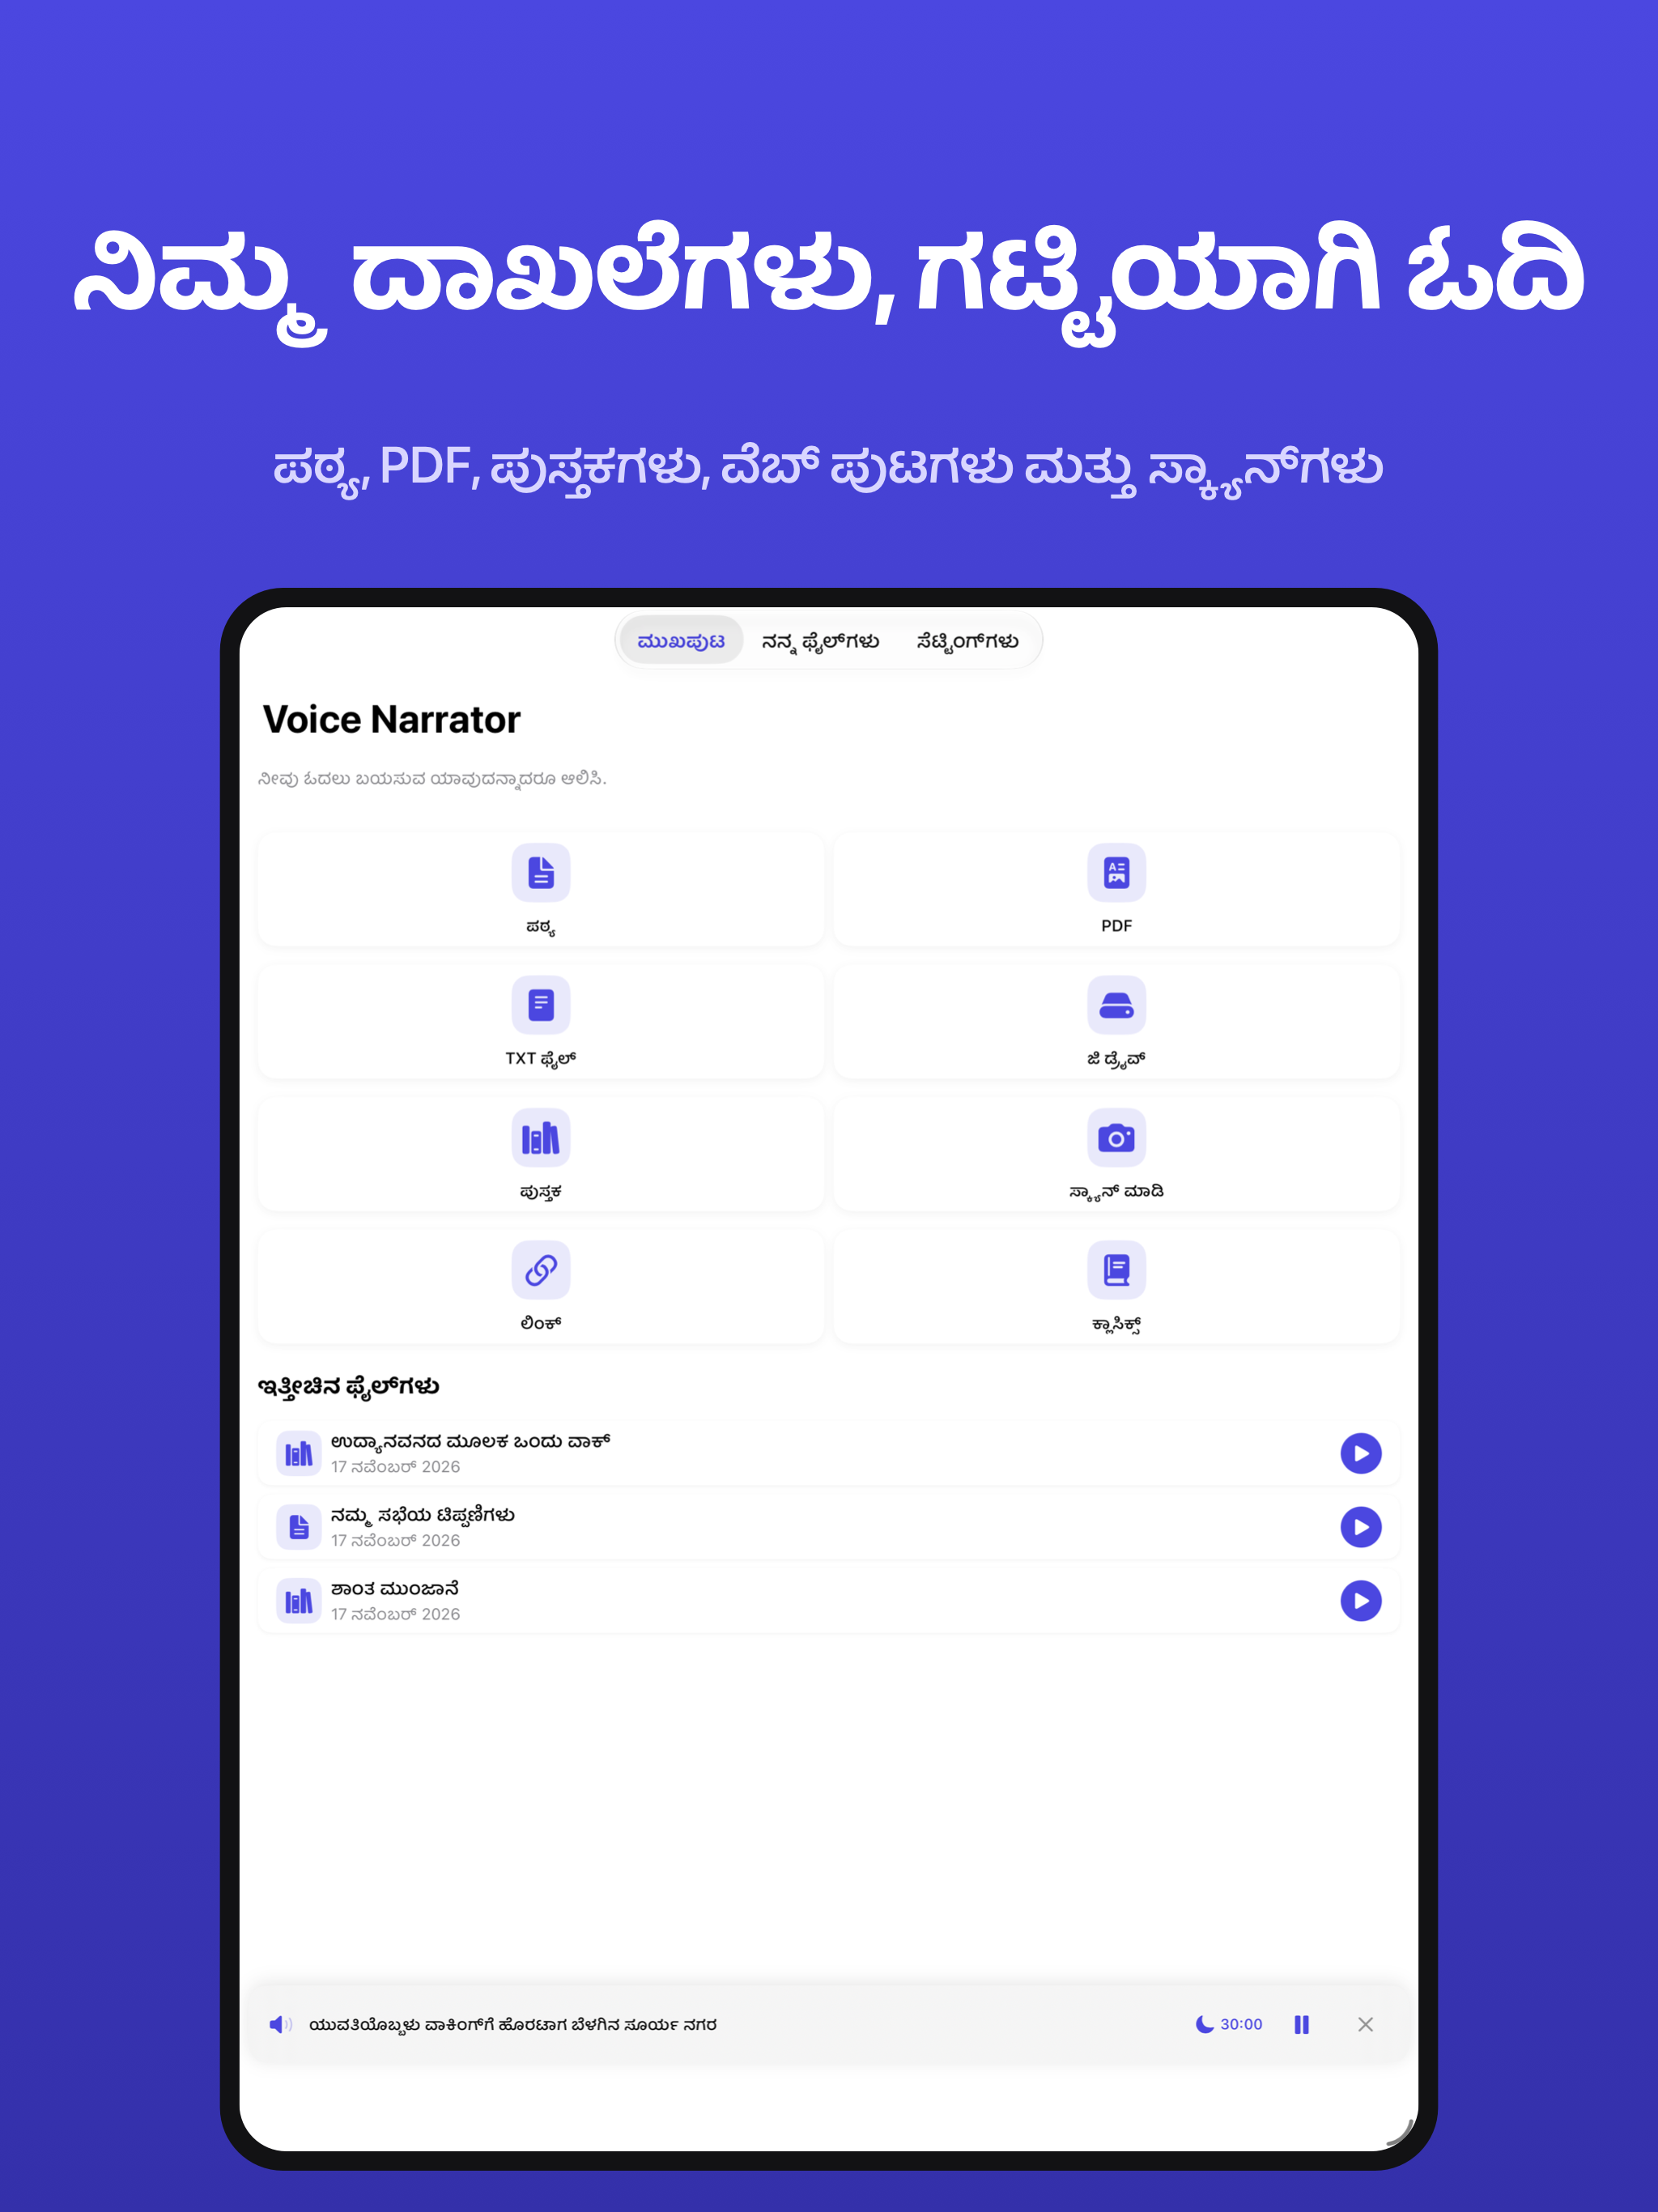 ನಿಮ್ಮ ದಾಖಲೆಗಳು, ಗಟ್ಟಿಯಾಗಿ ಓದಿ
ಪಠ್ಯ, PDF, ಪುಸ್ತಕಗಳು, ವೆಬ್ ಪುಟಗಳು ಮತ್ತು ಸ್ಕ್ಯಾನ್‌ಗಳು
ಮುಖಪುಟ ನನ್ನ ಫೈಲ್‌ಗಳು ಸೆಟ್ಟಿಂಗ್‌ಗಳು
Voice Narrator
ನೀವು ಓದಲು ಬಯಸುವ ಯಾವುದನ್ನಾದರೂ ಆಲಿಸಿ.
ಪಠ್ಯ
PDF
TXT ಫೈಲ್
ಜಿ ಡ್ರೈವ್
ಪುಸ್ತಕ
ಸ್ಕ್ಯಾನ್ ಮಾಡಿ
ಲಿಂಕ್
ಕ್ಲಾಸಿಕ್ಸ್
ಇತ್ತೀಚಿನ ಫೈಲ್‌ಗಳು
ಉದ್ಯಾನವನದ ಮೂಲಕ ಒಂದು ವಾಕ್
17 ನವೆಂಬರ್ 2026
ನಮ್ಮ ಸಭೆಯ ಟಿಪ್ಪಣಿಗಳು
17 ನವೆಂಬರ್ 2026
ಶಾಂತ ಮುಂಜಾನೆ
17 ನವೆಂಬರ್ 2026
ಯುವತಿಯೊಬ್ಬಳು ವಾಕಿಂಗ್‌ಗೆ ಹೊರಟಾಗ ಬೆಳಗಿನ ಸೂರ್ಯ ನಗರ 30:00